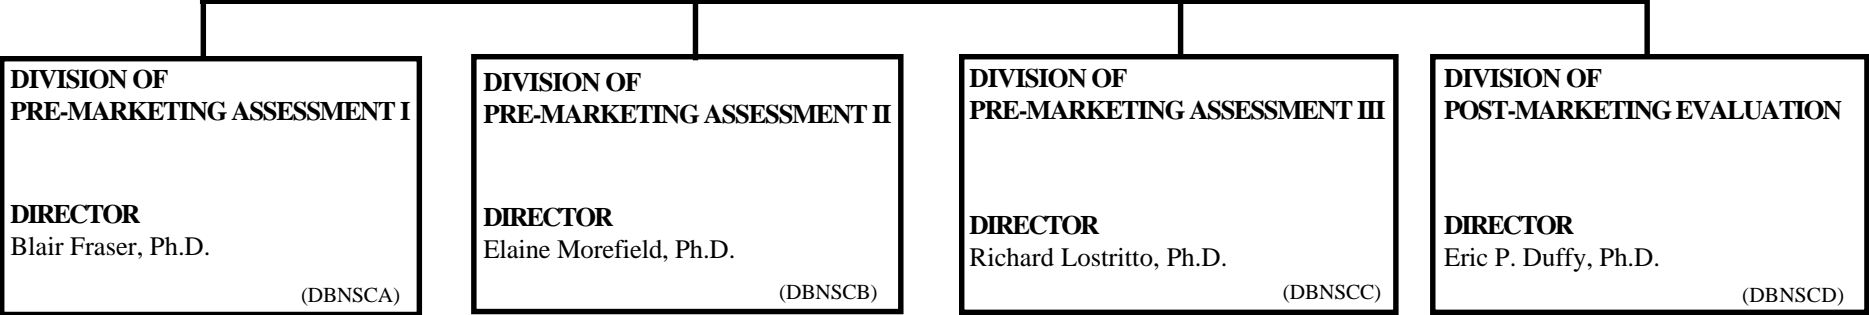 DIVISION OF
PRE-MARKETING ASSESSMENT I
DIRECTOR
Blair Fraser, Ph.D.
(DBNSCA)
DIVISION OF
PRE-MARKETING ASSESSMENT II
DIRECTOR
Elaine Morefield, Ph.D.
(DBNSCB)
DIVISION OF
PRE-MARKETING ASSESSMENT III
DIRECTOR
Richard Lostritto, Ph.D.
(DBNSCC)
DIVISION OF
POST-MARKETING EVALUATION
DIRECTOR
Eric P. Duffy, Ph.D.
(DBNSCD)